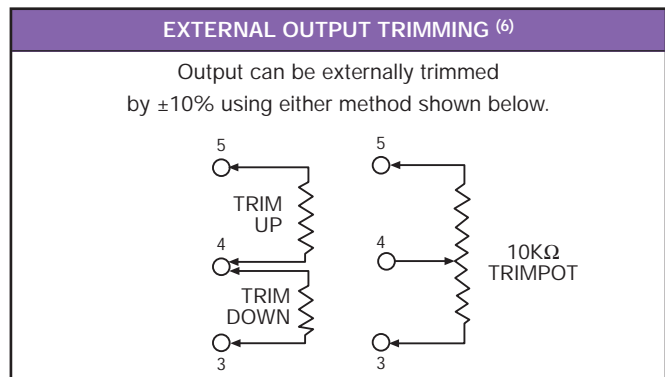 EXTERNAL OUTPUT TRIMMING (6)
Output can be externally trimmed
by ±10% using either method shown below.
5
TRIM
UP
4
TRIM
DOWN
3
5
4
10KΩ
TRIMPOT
3